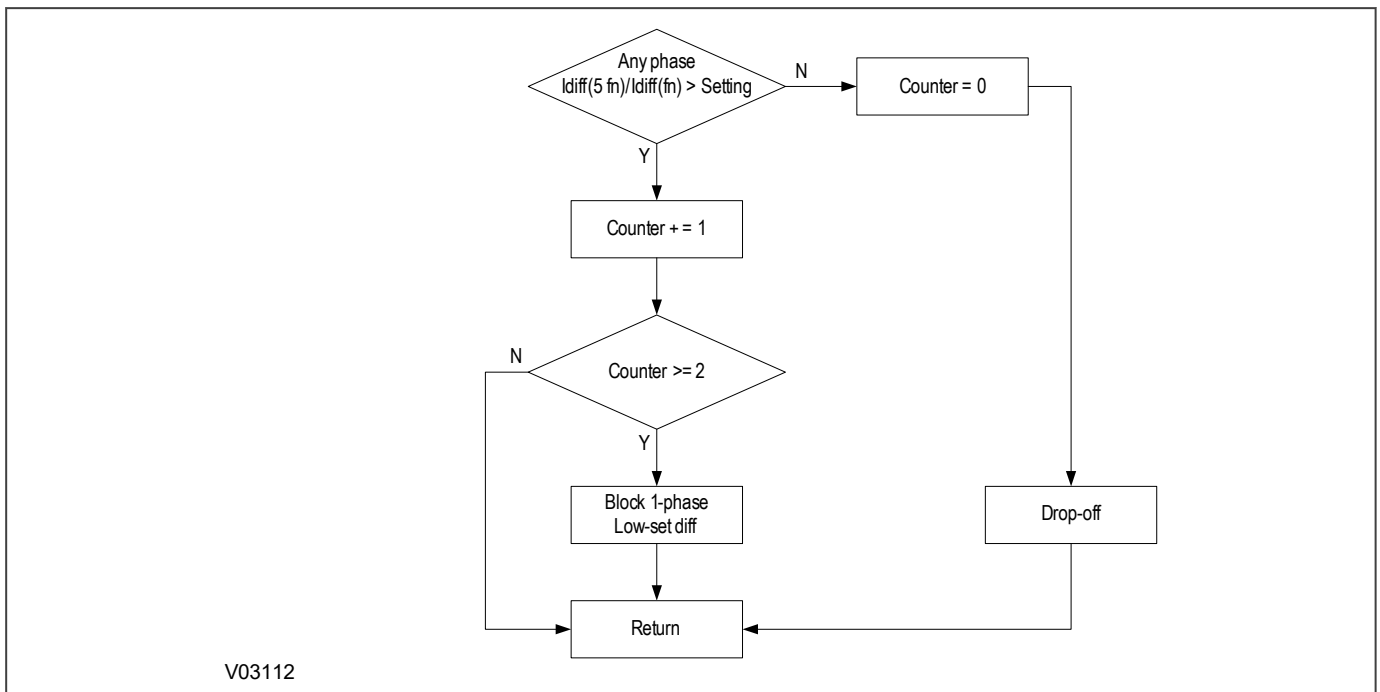 Any phase
Idiff(5 fn)/Idiff(fn) > Setting
N
Counter = 0
Y
Counter + = 1
N
Counter >= 2
Y
Block 1-phase
Low-set diff
Drop-off
Return
V03112